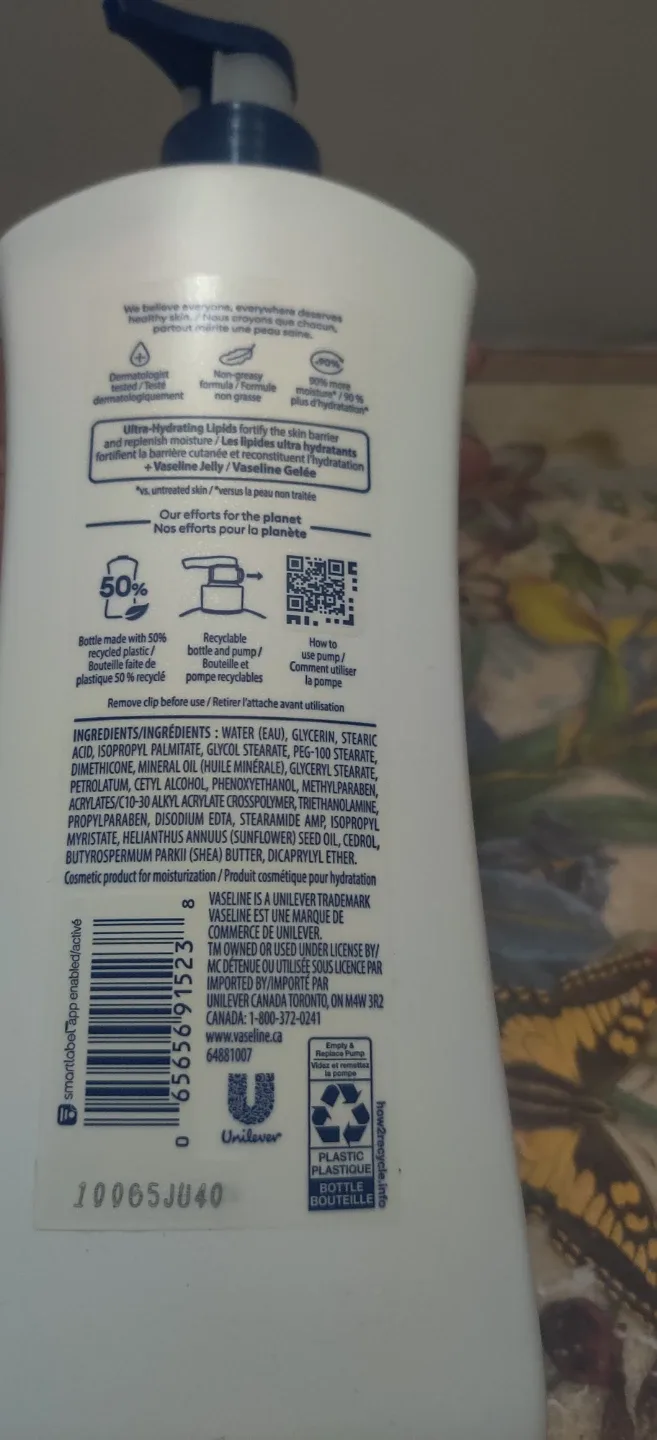 We believe everyone, everywhere deserves
healthy skin. / Nous croyons que chacun,
partout mérite une peau saine.
Dermatologist
tested / Testé
dermatologiquement
Non-greasy
formula / Formule
non grasse
+90%
90% more
moisture* / 90 %
plus d'hydratation*
Ultra-Hydrating Lipids fortify the skin barrier
and replenish moisture / Les lipides ultra hydratants
fortifient la barrière cutanée et reconstituent l'hydratation
+ Vaseline Jelly / Vaseline Gelée
*vs. untreated skin / *versus la peau non traitée
Our efforts for the planet
Nos efforts pour la planète
50%
Bottle made with 50%
recycled plastic /
Bouteille faite de
plastique 50 % recyclé
Recyclable
bottle and pump /
Bouteille et
pompe recyclables
How to
use pump /
Comment utiliser
la pompe
Remove clip before use / Retirer l'attache avant utilisation
INGREDIENTS/INGRÉDIENTS : WATER (EAU), GLYCERIN, STEARIC
ACID, ISOPROPYL PALMITATE, GLYCOL STEARATE, PEG-100 STEARATE,
DIMETHICONE, MINERAL OIL (HUILE MINÉRALE), GLYCERYL STEARATE,
PETROLATUM, CETYL ALCOHOL, PHENOXYETHANOL, METHYLPARABEN,
ACRYLATES/C10-30 ALKYL ACRYLATE CROSSPOLYMER, TRIETHANOLAMINE,
PROPYLPARABEN, DISODIUM EDTA, STEARAMIDE AMP, ISOPROPYL
MYRISTATE, HELIANTHUS ANNUUS (SUNFLOWER) SEED OIL, CEDROL,
BUTYROSPERMUM PARKII (SHEA) BUTTER, DICAPRYLYL ETHER.
Cosmetic product for moisturization / Produit cosmétique pour hydratation
smartlabel app enabled/activé
0 65656 91523 8
VASELINE IS A UNILEVER TRADEMARK
VASELINE EST UNE MARQUE DE
COMMERCE DE UNILEVER.
TM OWNED OR USED UNDER LICENSE BY/
MC DÉTENUE OU UTILISÉE SOUS LICENCE PAR
IMPORTED BY/IMPORTÉ PAR
UNILEVER CANADA TORONTO, ON M4W 3R2
CANADA: 1-800-372-0241
www.vaseline.ca
64881007
Unilever
Empty &
Replace Pump
Videz et remettez
la pompe
PLASTIC
PLASTIQUE
BOTTLE
BOUTEILLE
how2recycle.info
10065JU40